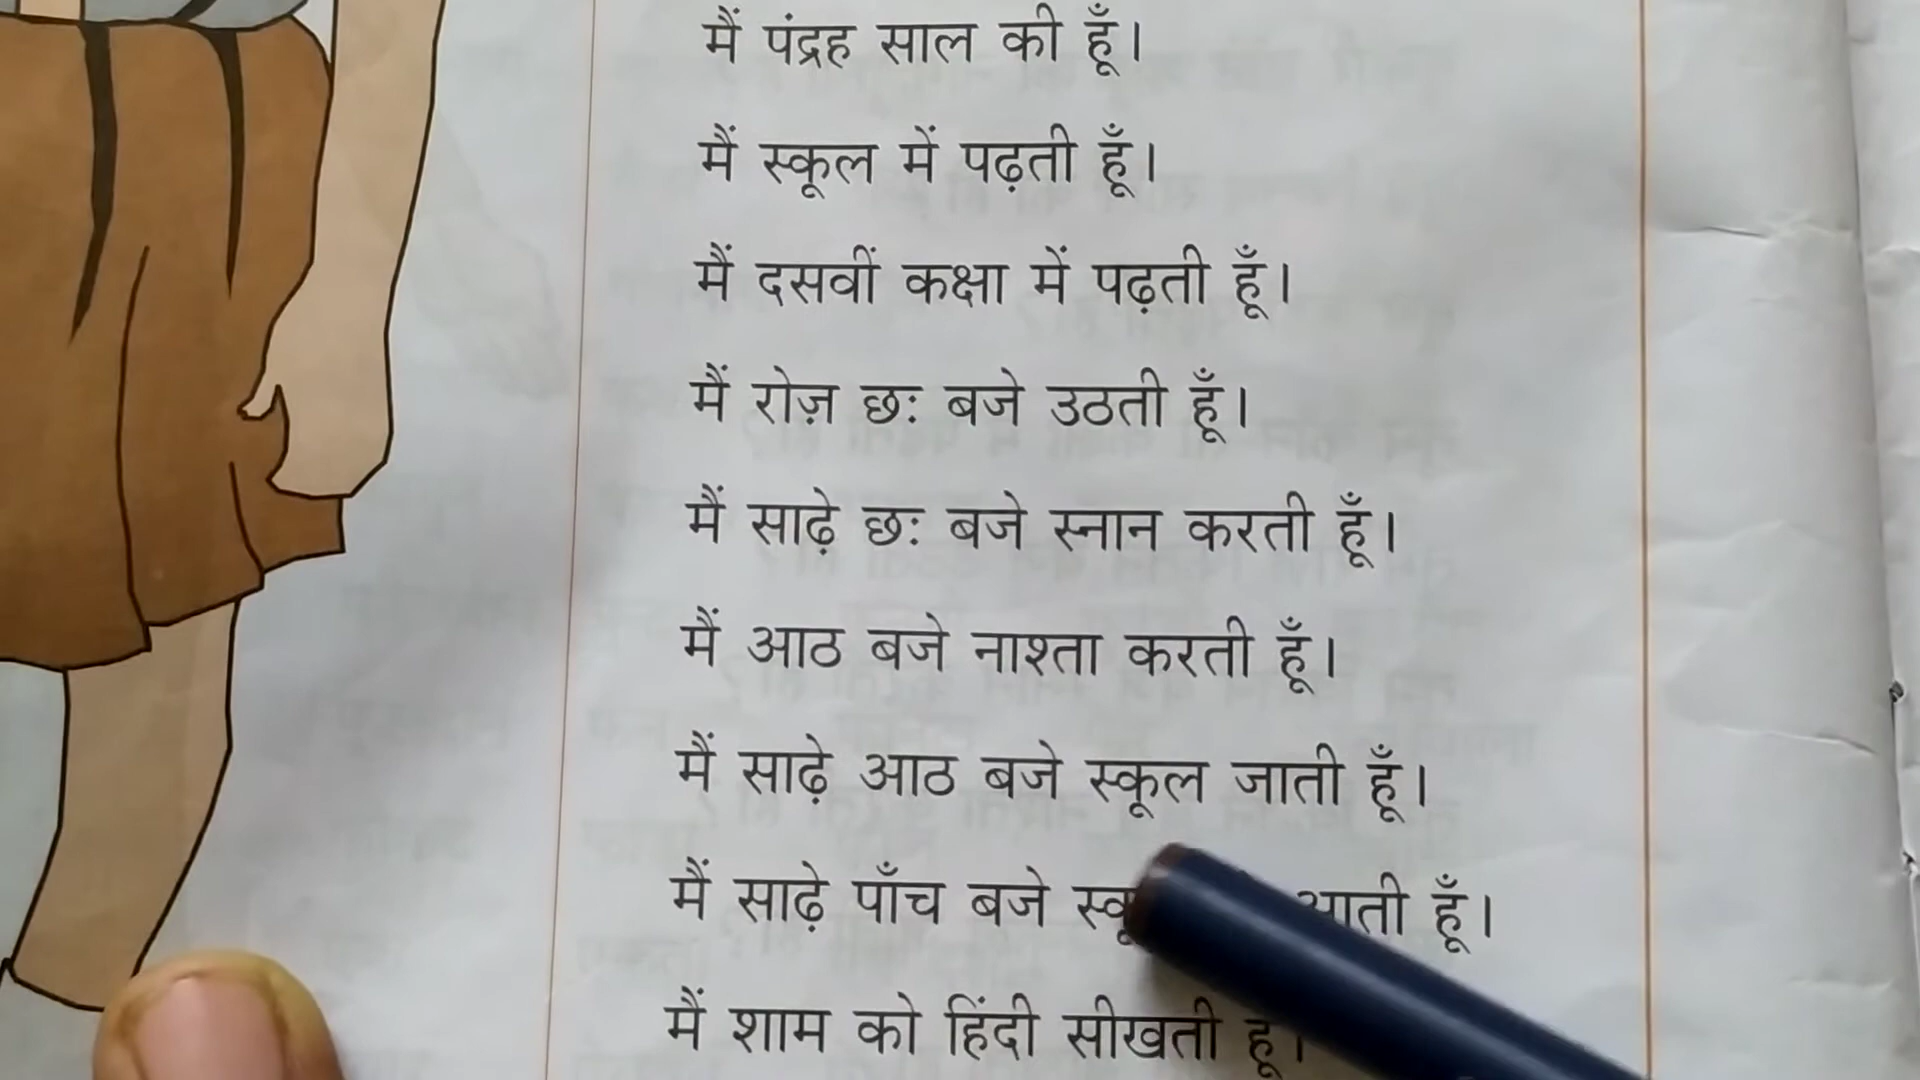 मैं पंद्रह साल की हूँ।
मैं स्कूल में पढ़ती हूँ।
मैं दसवीं कक्षा में पढ़ती हूँ।
मैं रोज़ छः बजे उठती हूँ।
मैं साढ़े छः बजे स्नान करती हूँ।
मैं आठ बजे नाश्ता करती हूँ।
मैं साढ़े आठ बजे स्कूल जाती हूँ।
मैं साढ़े पाँच बजे आती हूँ।
मैं शाम को हिंदी सीखती हूँ।